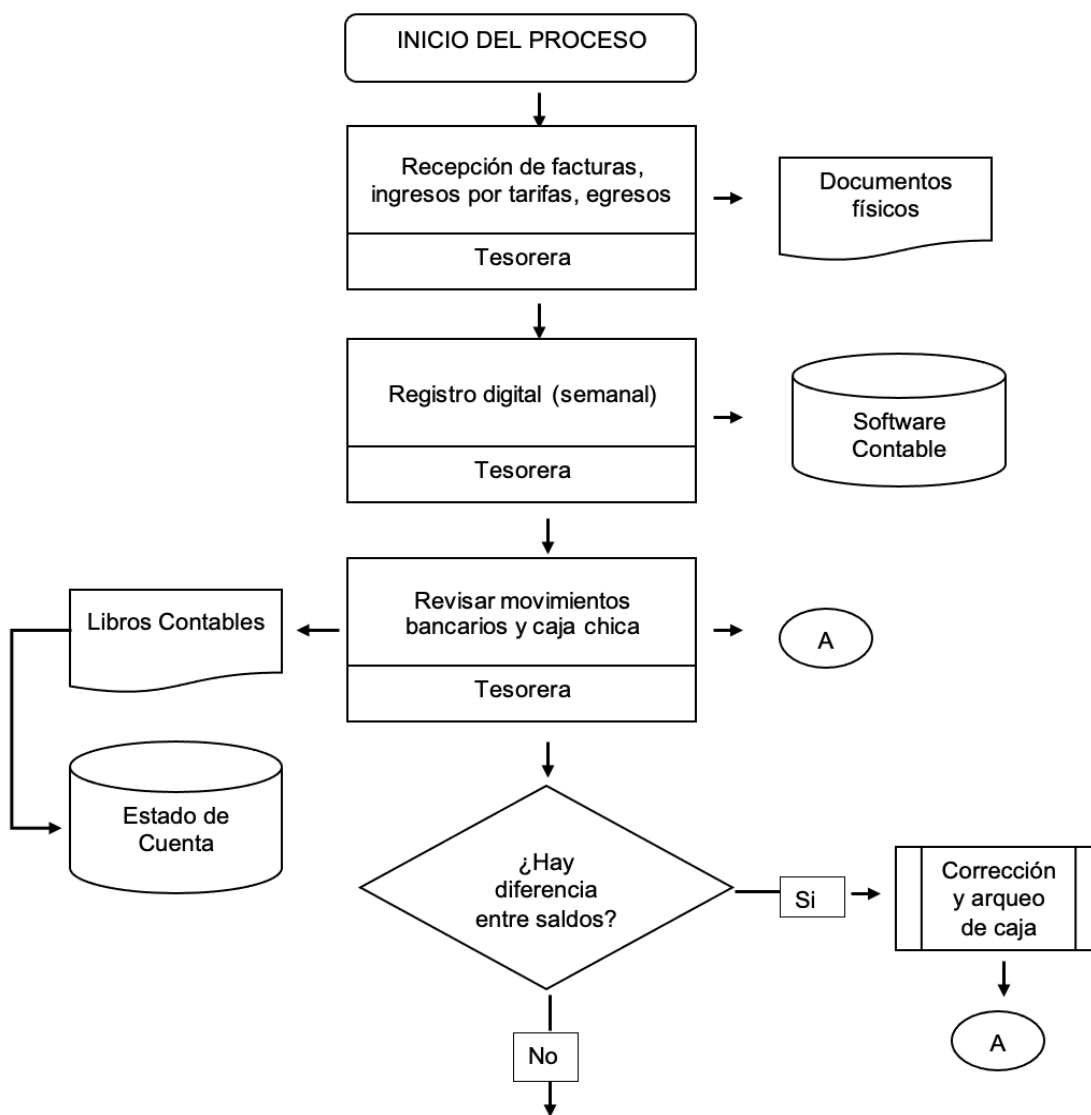 INICIO DEL PROCESO
Recepción de facturas,
ingresos por tarifas, egresos
Tesorera
Documentos
físicos
Registro digital (semanal)
Tesorera
Software
Contable
Revisar movimientos
bancarios y caja chica
Tesorera
Libros Contables
A
Estado de
Cuenta
¿Hay
diferencia
entre saldos?
Si
Corrección
y arqueo
de caja
A
No